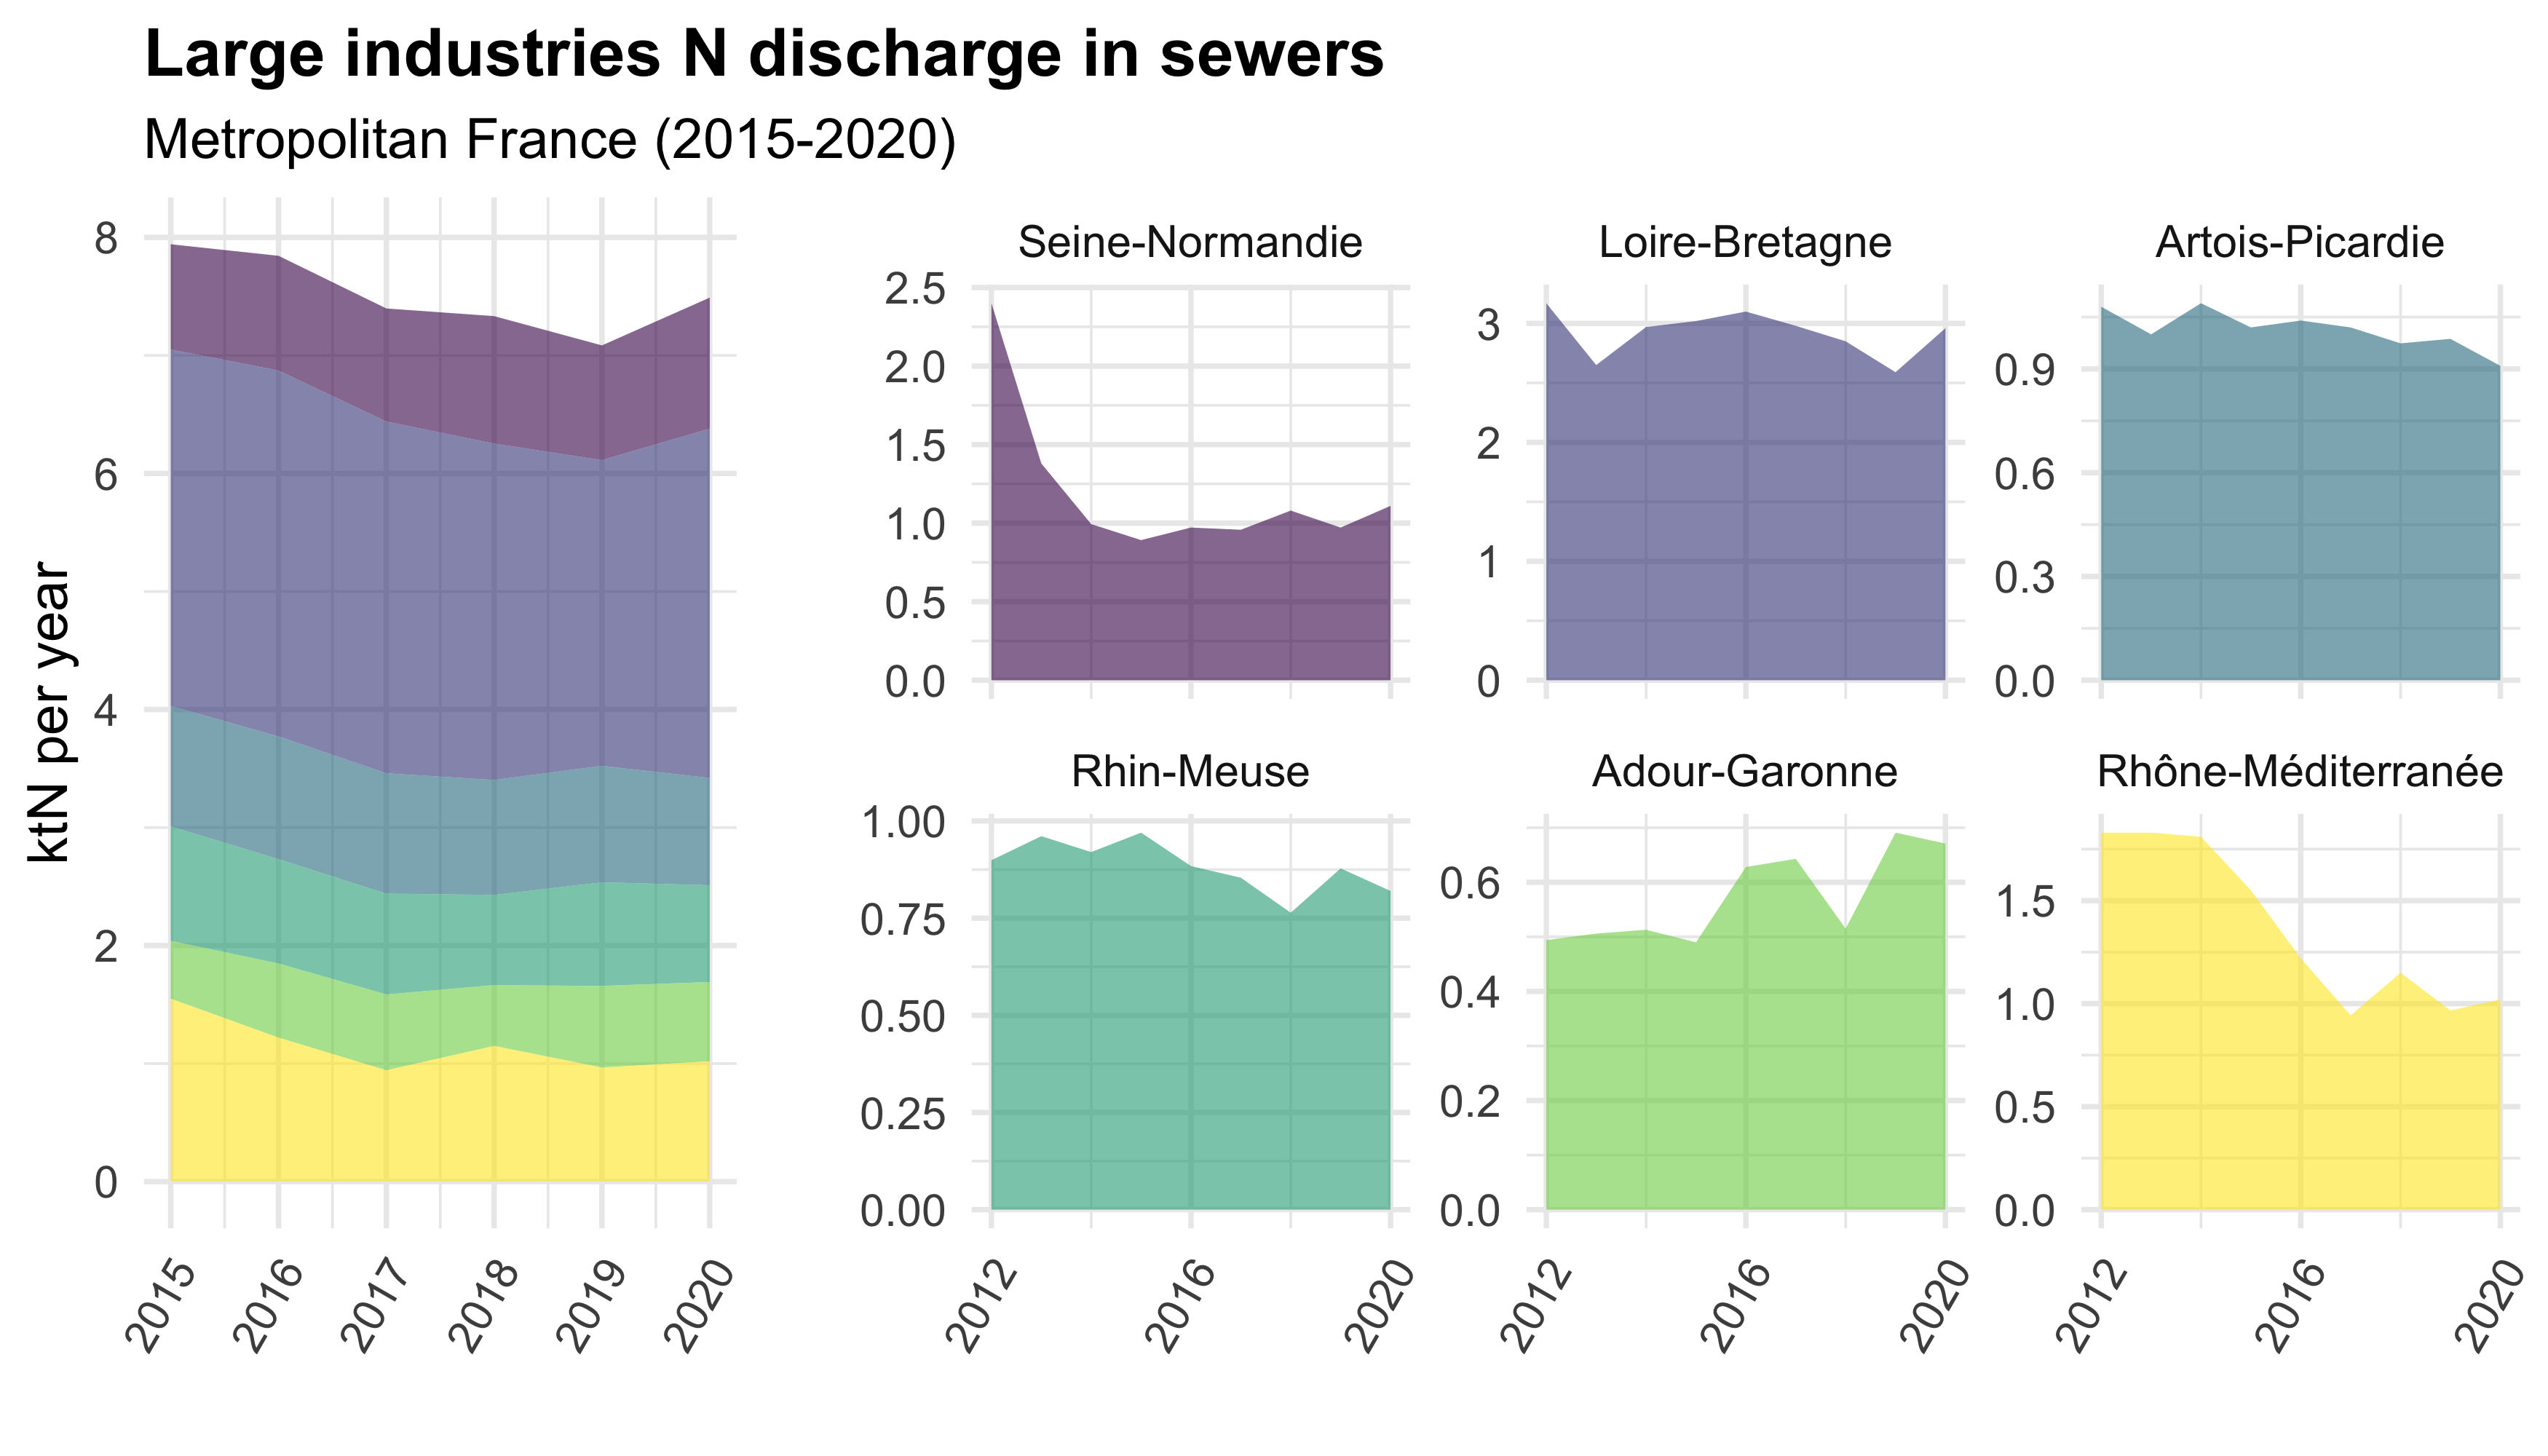 Large industries N discharge in sewers
Metropolitan France (2015-2020)
ktN per year
8
6
4
2
0
2015 2016 2017 2018 2019 2020
Seine-Normandie
2.5
2.0
1.5
1.0
0.5
0.0
Loire-Bretagne
3
2
1
0
Artois-Picardie
0.9
0.6
0.3
0.0
Rhin-Meuse
1.00
0.75
0.50
0.25
0.00
2012 2016 2020
Adour-Garonne
0.6
0.4
0.2
0.0
2012 2016 2020
Rhône-Méditerranée
1.5
1.0
0.5
0.0
2012 2016 2020